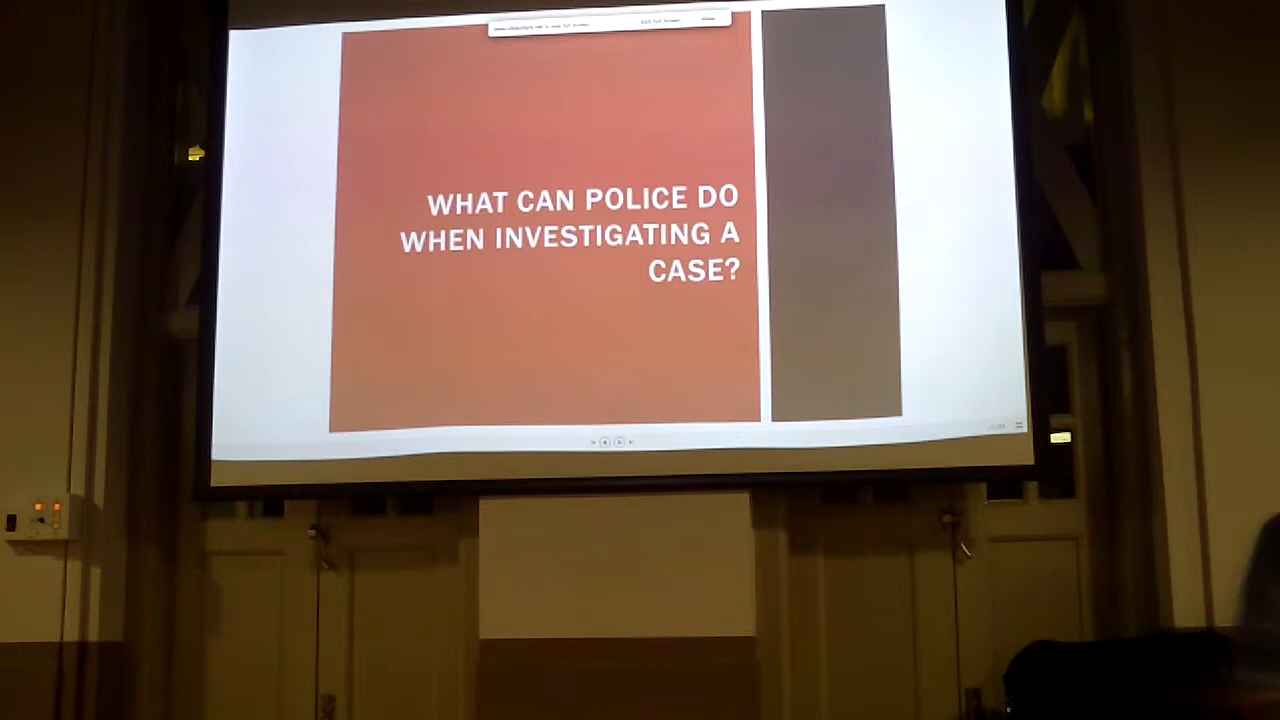 WHAT CAN POLICE DO
WHEN INVESTIGATING A
CASE?